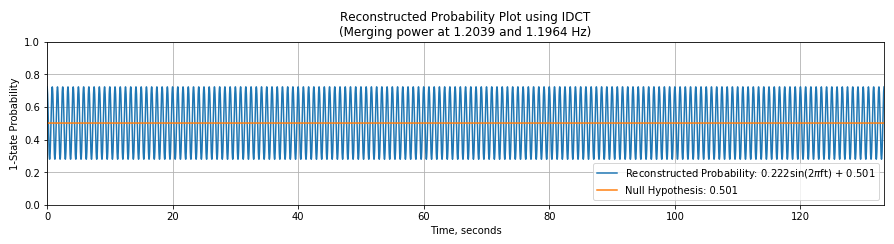 Reconstructed Probability Plot using IDCT
(Merging power at 1.2039 and 1.1964 Hz)
1-State Probability
1.0
0.8
0.6
0.4
0.2
0.0
Reconstructed Probability: 0.222sin(2πft) + 0.501
Null Hypothesis: 0.501
0 20 40 60 80 100 120
Time, seconds